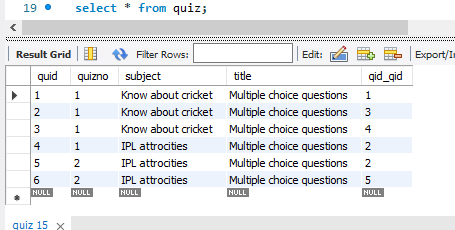 19 select * from quiz;
Result Grid Filter Rows: Edit: Export/In
quid quizno subject title qid_qid
1 1 Know about cricket Multiple choice questions 1
2 1 Know about cricket Multiple choice questions 3
3 1 Know about cricket Multiple choice questions 4
4 1 IPL attrocities Multiple choice questions 2
5 2 IPL attrocities Multiple choice questions 2
6 2 IPL attrocities Multiple choice questions 5
NULL NULL NULL NULL NULL
quiz 15